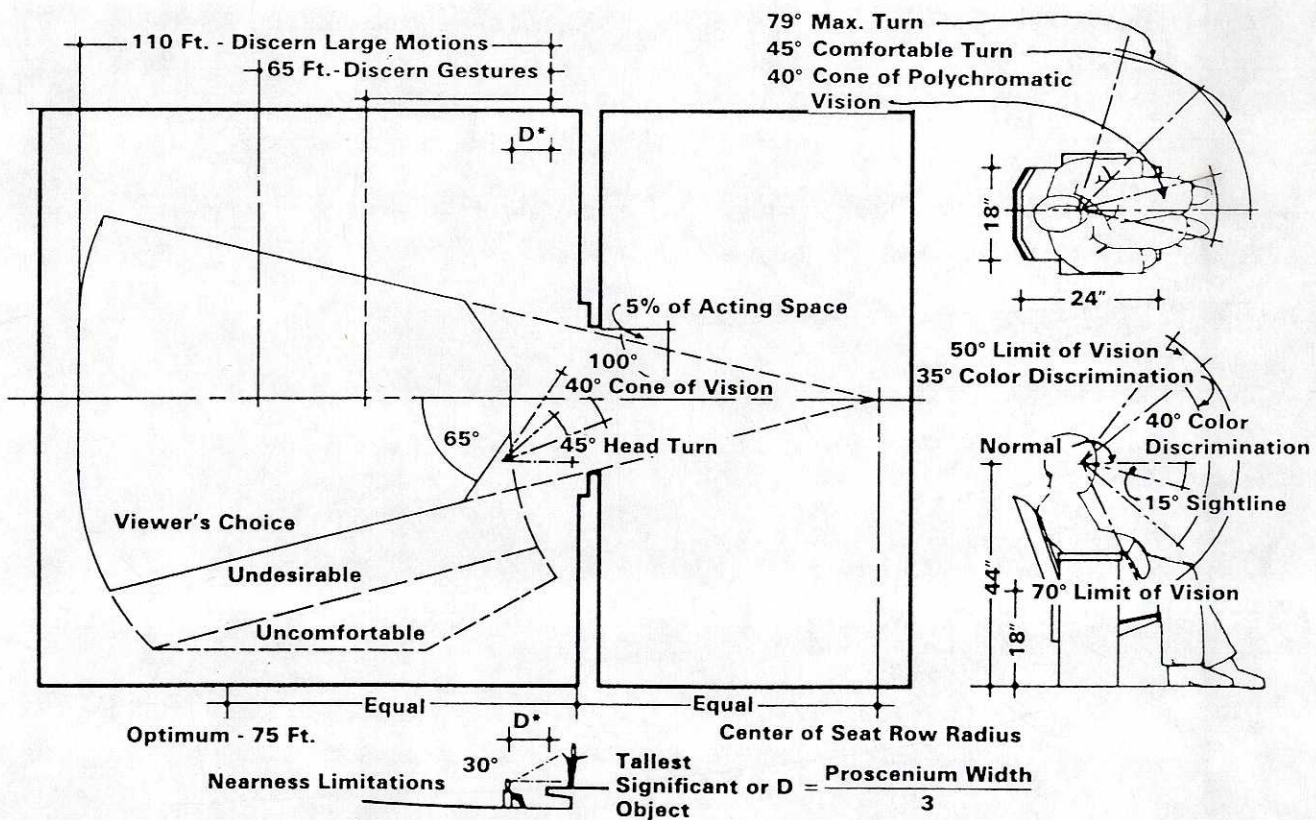 110 Ft. - Discern Large Motions
65 Ft.-Discern Gestures
D*
79° Max. Turn
45° Comfortable Turn
40° Cone of Polychromatic
Vision
18"
24"
5% of Acting Space
100°
40° Cone of Vision
65°
45° Head Turn
Viewer's Choice
Undesirable
Uncomfortable
50° Limit of Vision
35° Color Discrimination
40° Color
Discrimination
Normal
15° Sightline
44"
70° Limit of Vision
18"
Equal
Equal
Optimum - 75 Ft.
D*
Center of Seat Row Radius
Nearness Limitations
30°
Tallest
Significant or D = Proscenium Width
3
Object